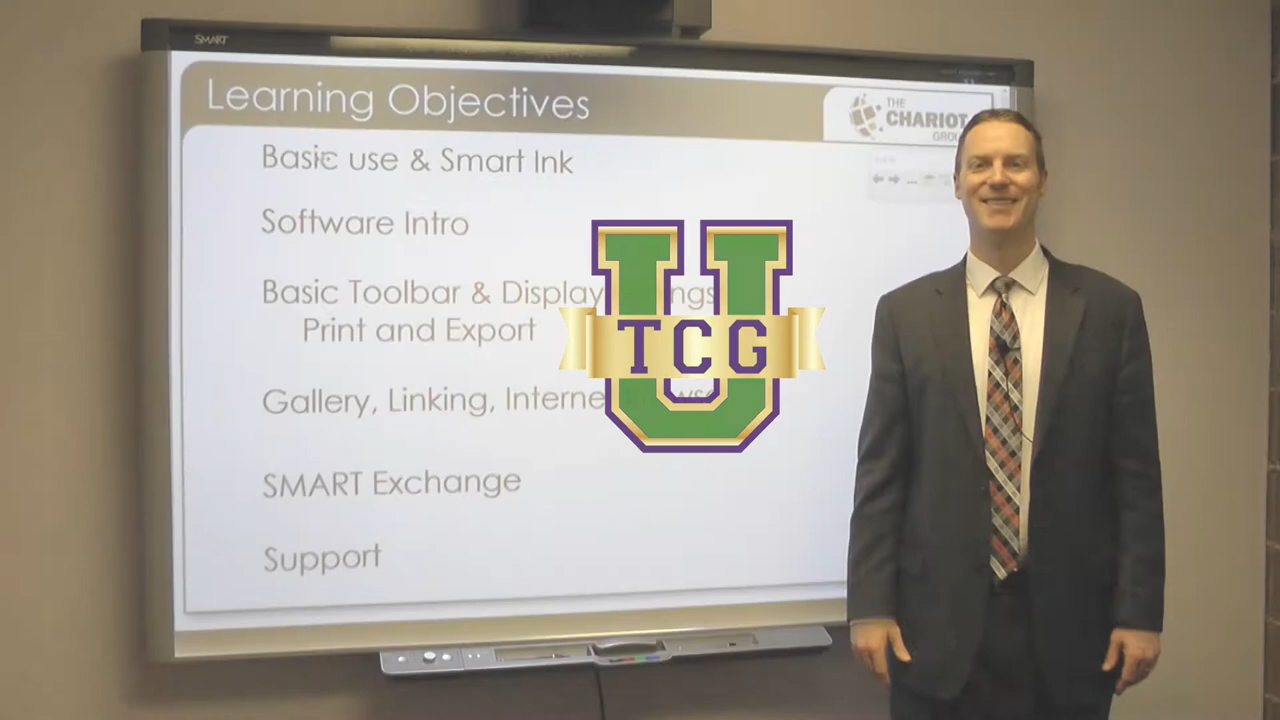 SMART
Learning Objectives
THE
CHARIOT
GROUP
Basic use & Smart Ink
Software Intro
Basic Toolbar & Display
Print and Export
U
TCG
Gallery, Linking,
SMART Exchange
Support